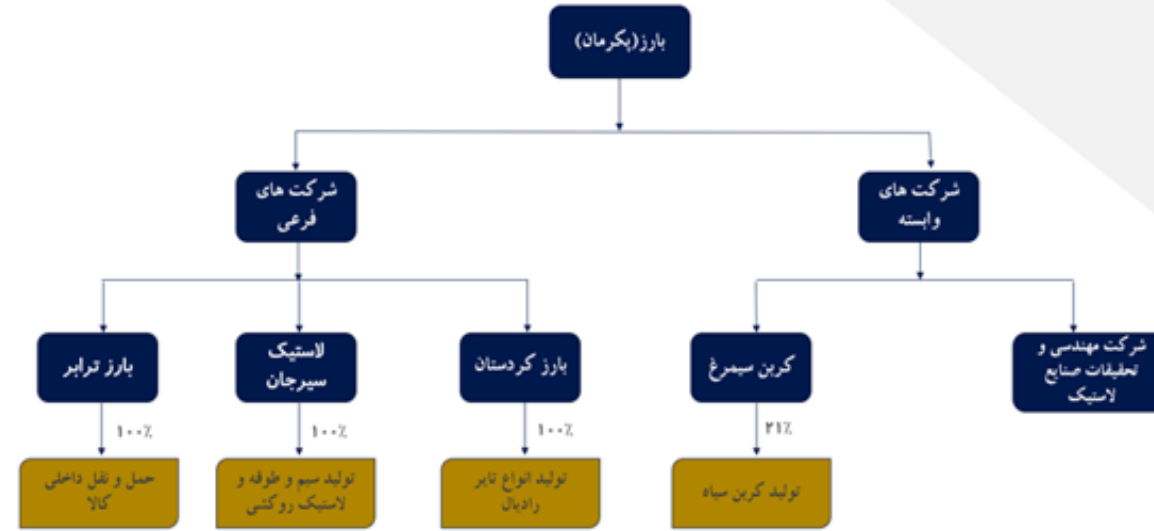 بارز(پکرمان)
شرکت های
وابسته
شرکت های
فرعی
شرکت مهندسی و
تحقیقات صنایع
لاستیک
کربن سیمرغ
بارز کردستان
لاستیک
سیرجان
بارز ترابر
۲۱٪
۱۰۰٪
۱۰۰٪
۱۰۰٪
تولید کربن سیاه
تولید انواع تایر
رادیال
تولید سیم و طوقه و
لاستیک روکشی
حمل و نقل داخلی
کالا